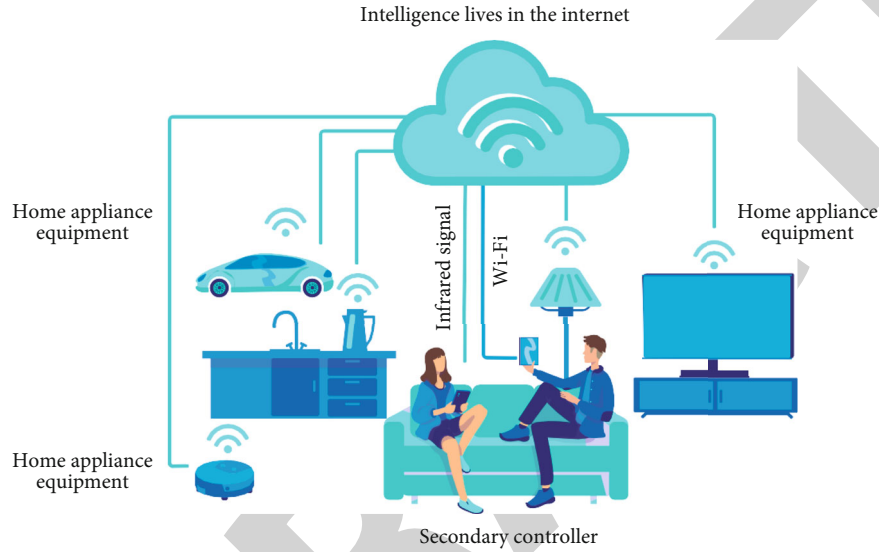 Intelligence lives in the internet
Home appliance
equipment
Infrared signal
Wi-Fi
Home appliance
equipment
Home appliance
equipment
Secondary controller